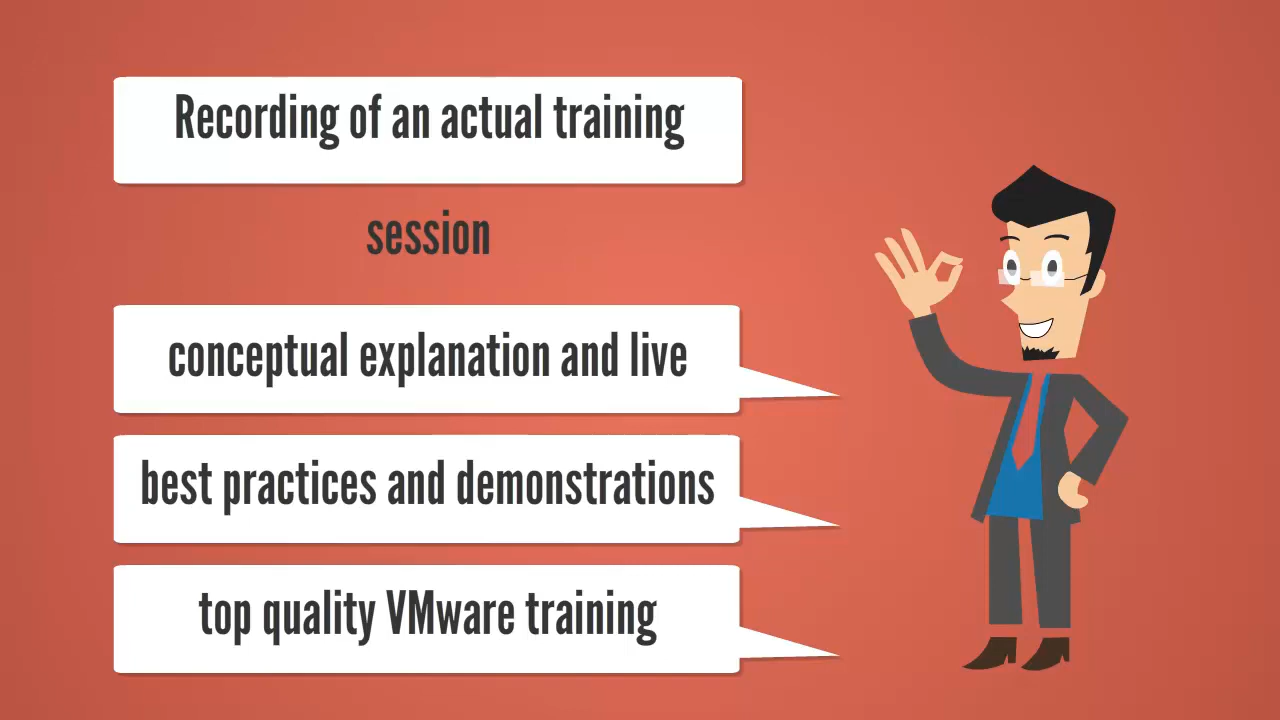 Recording of an actual training
session
conceptual explanation and live
best practices and demonstrations
top quality VMware training